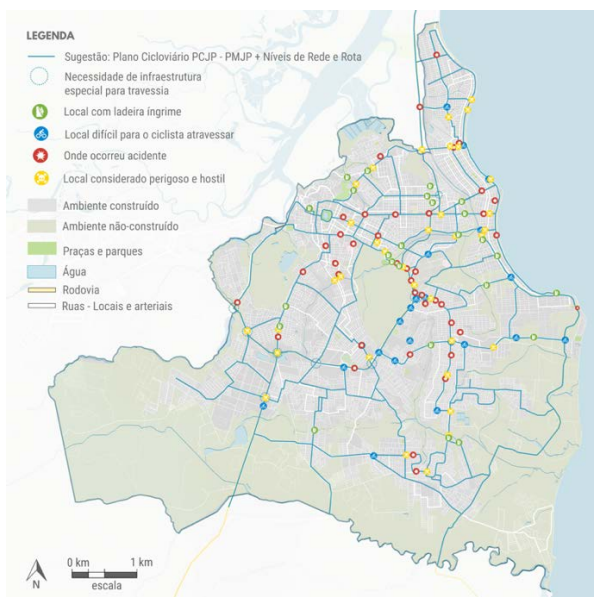 LEGENDA
Sugestão: Plano Cicloviário PCJP - PMJP + Níveis de Rede e Rota
Necessidade de infraestrutura
especial para travessia
Local com ladeira íngrime
Local difícil para o ciclista atravessar
Onde ocorreu acidente
Local considerado perigoso e hostil
Ambiente construído
Ambiente não-construído
Praças e parques
Água
Rodovia
Ruas - Locais e arteriais
N
0 km 1 km
escala